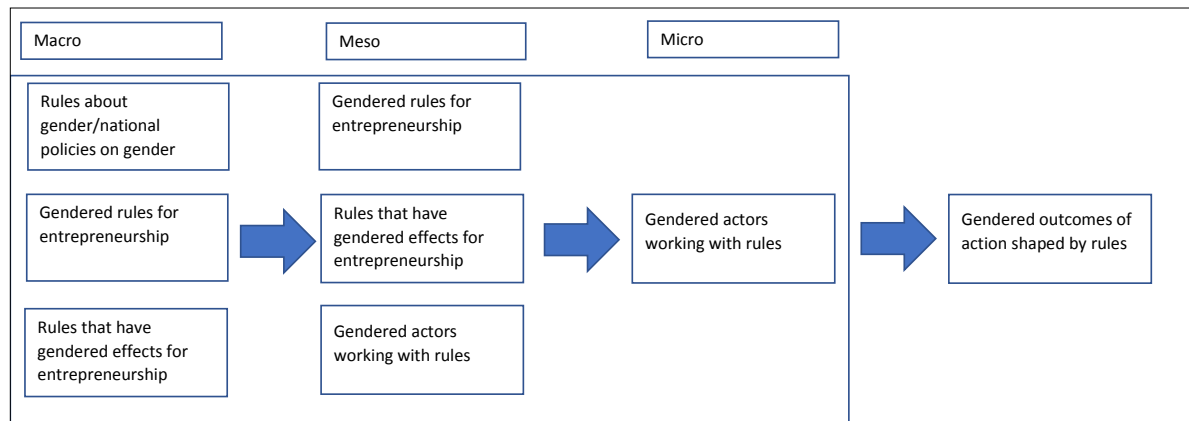 Macro
Meso
Micro
Rules about
gender/national
policies on gender
Gendered rules for
entrepreneurship
Gendered rules for
entrepreneurship
Rules that have
gendered effects for
entrepreneurship
Gendered actors
working with rules
Gendered outcomes of
action shaped by rules
Rules that have
gendered effects for
entrepreneurship
Gendered actors
working with rules